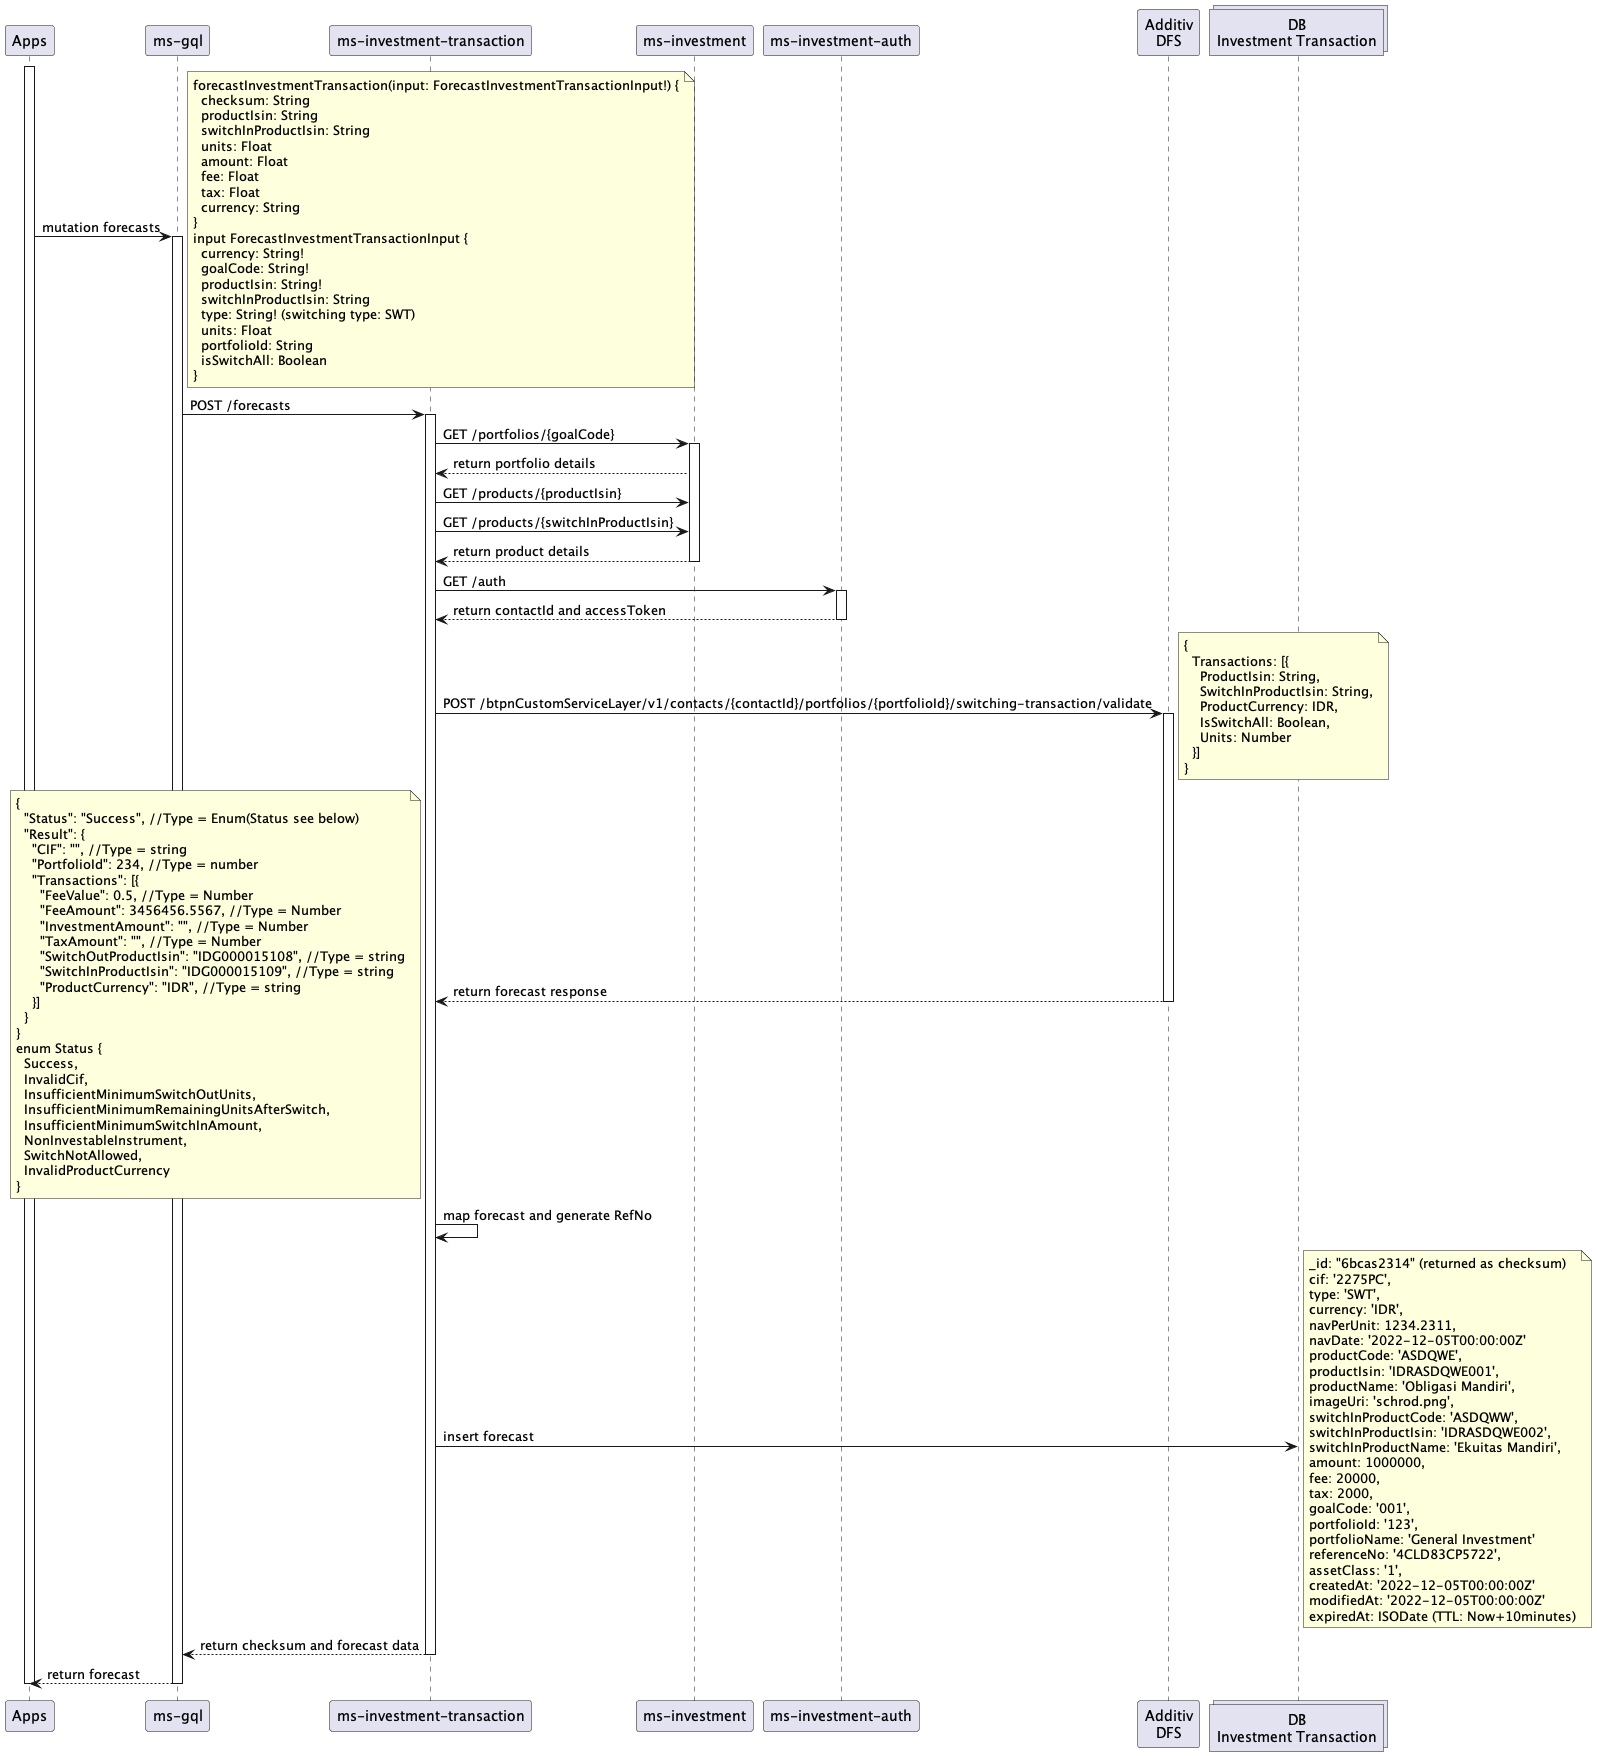 Apps
ms-gql
ms-investment-transaction
ms-investment
ms-investment-auth
Additiv
DFS
DB
Investment Transaction
forecastInvestmentTransaction(input: ForecastInvestmentTransactionInput!) {
checksum: String
productIsin: String
switchInProductIsin: String
units: Float
amount: Float
fee: Float
tax: Float
currency: String
}
mutation forecasts
input ForecastInvestmentTransactionInput {
currency: String!
goalCode: String!
productIsin: String!
switchInProductIsin: String
type: String! (switching type: SWT)
units: Float
portfolioId: String
isSwitchAll: Boolean
}
POST /forecasts
GET /portfolios/{goalCode}
return portfolio details
GET /products/{productIsin}
GET /products/{switchInProductIsin}
return product details
GET /auth
return contactId and accessToken
{
Transactions: [{
ProductIsin: String,
SwitchInProductIsin: String,
ProductCurrency: IDR,
IsSwitchAll: Boolean,
Units: Number
}]
}
POST /btpnCustomServiceLayer/v1/contacts/{contactId}/portfolios/{portfolioId}/switching-transaction/validate
{
"Status": "Success", //Type = Enum(Status see below)
"Result": {
"CIF": "", //Type = string
"PortfolioId": 234, //Type = number
"Transactions": [{
"FeeValue": 0.5, //Type = Number
"FeeAmount": 3456456.5567, //Type = Number
"InvestmentAmount": "", //Type = Number
"TaxAmount": "", //Type = Number
"SwitchOutProductIsin": "IDG000015108", //Type = string
"SwitchInProductIsin": "IDG000015109", //Type = string
"ProductCurrency": "IDR", //Type = string
}]
}
}
enum Status {
Success,
InvalidCif,
InsufficientMinimumSwitchOutUnits,
InsufficientMinimumRemainingUnitsAfterSwitch,
InsufficientMinimumSwitchInAmount,
NonInvestableInstrument,
SwitchNotAllowed,
InvalidProductCurrency
}
return forecast response
map forecast and generate RefNo
_id: "6bcas2314" (returned as checksum)
cif: '2275PC',
type: 'SWT',
currency: 'IDR',
navPerUnit: 1234.2311,
navDate: '2022-12-05T00:00:00Z'
productCode: 'ASDQWE',
productIsin: 'IDRASDQWE001',
productName: 'Obligasi Mandiri',
imageUri: 'schrod.png',
switchInProductCode: 'ASDQWW',
switchInProductIsin: 'IDRASDQWE002',
switchInProductName: 'Ekuitas Mandiri',
amount: 1000000,
fee: 20000,
tax: 2000,
goalCode: '001',
portfolioId: '123',
portfolioName: 'General Investment'
referenceNo: '4CLD83CP5722',
assetClass: '1',
createdAt: '2022-12-05T00:00:00Z'
modifiedAt: '2022-12-05T00:00:00Z'
expiredAt: ISODate (TTL: Now+10minutes)
insert forecast
return checksum and forecast data
return forecast
Apps
ms-gql
ms-investment-transaction
ms-investment
ms-investment-auth
Additiv
DFS
DB
Investment Transaction